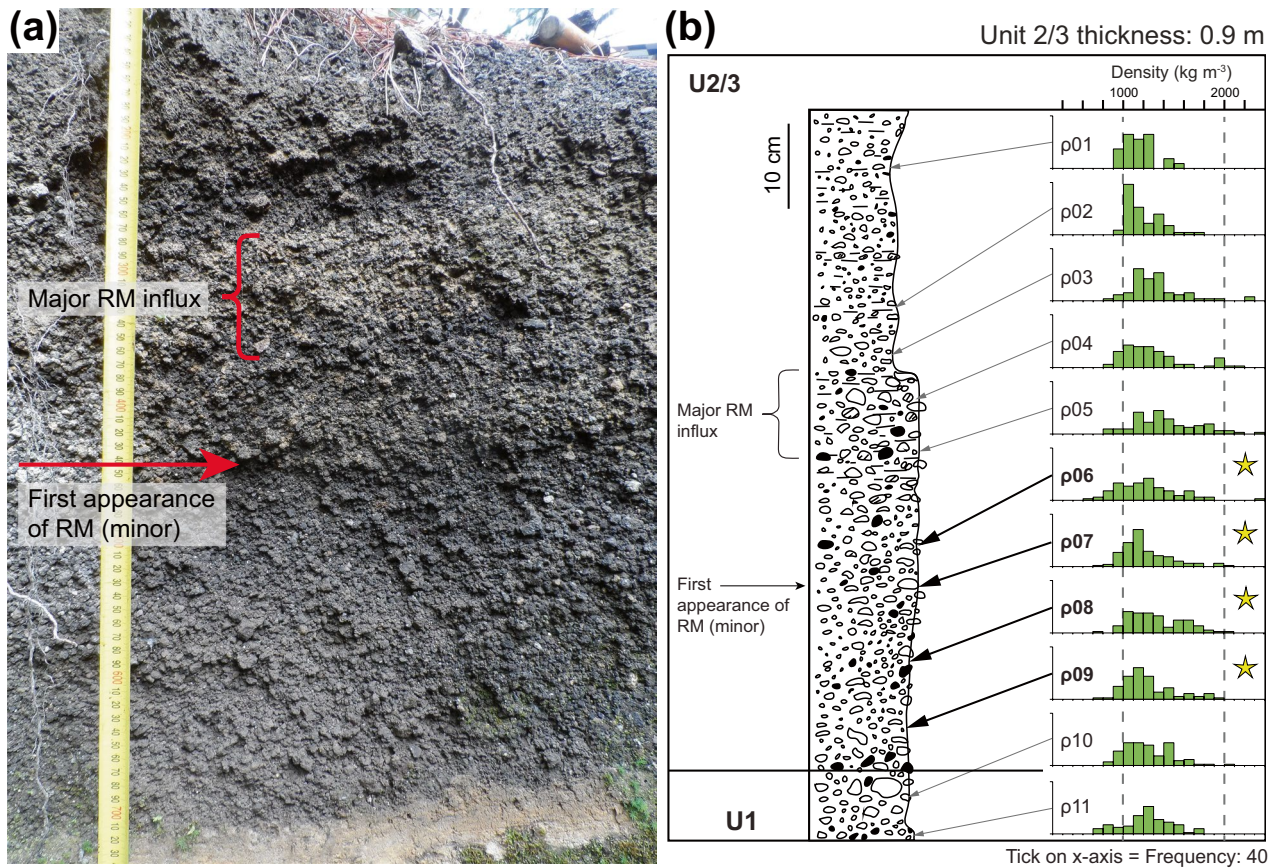 (a)
Major RM influx
First appearance
of RM (minor)
(b)
Unit 2/3 thickness: 0.9 m
U2/3
Density (kg m⁻³)
1000
2000
10 cm
ρ01
ρ02
ρ03
ρ04
Major RM
influx
ρ05
ρ06
ρ07
First
appearance of
RM (minor)
ρ08
ρ09
ρ10
U1
ρ11
Tick on x-axis = Frequency: 40